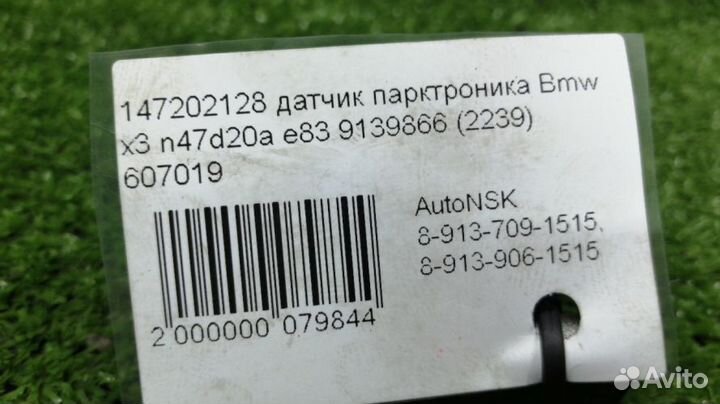 147202128 датчик парктроника Bmw
x3 n47d20a e83 9139866 (2239)
607019
AutoNSK
8-913-709-1515,
8-913-906-1515
2 000000 079844
Avito